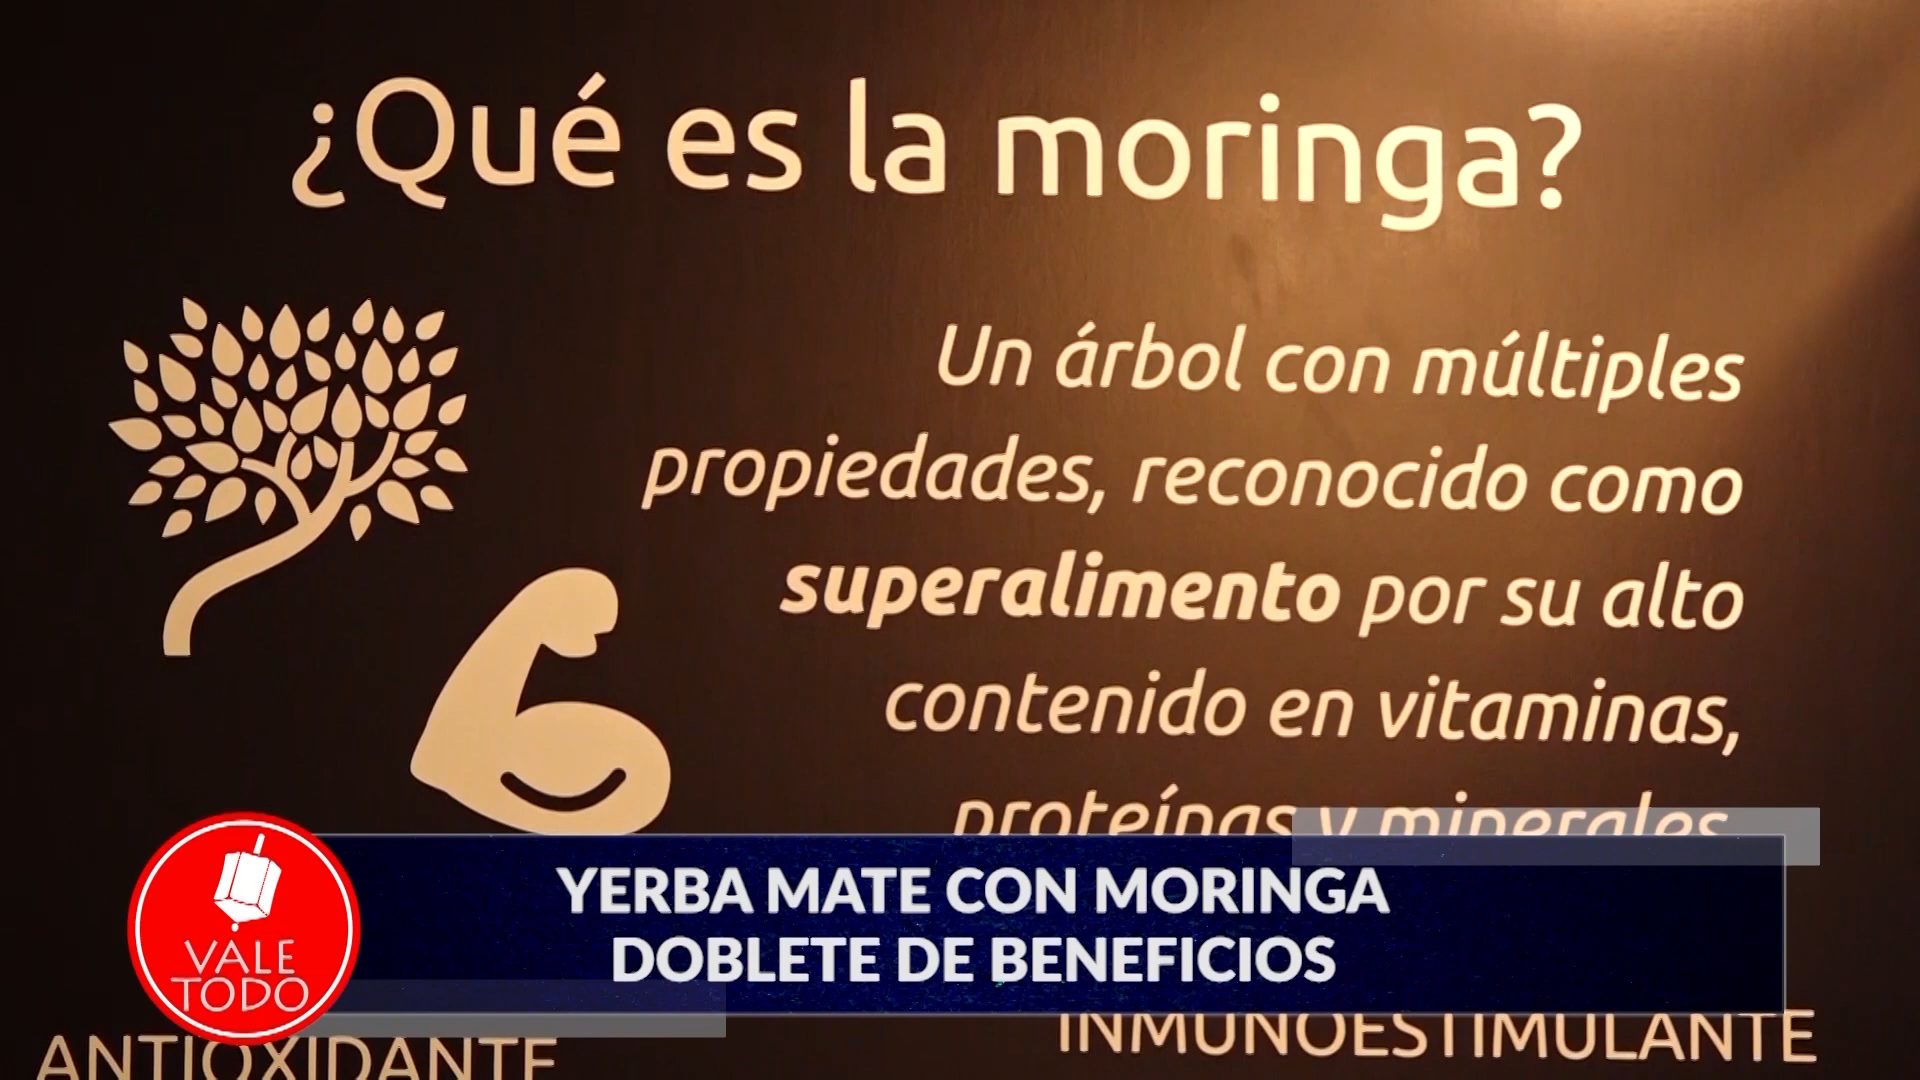 ¿Qué es la moringa?
Un árbol con múltiples
propiedades, reconocido como
superalimento por su alto
contenido en vitaminas,
proteínas y minerales.
YERBA MATE CON MORINGA
DOBLETE DE BENEFICIOS
VALE
TODO
ANTIOXIDANTE
INMUNOESTIMULANTE